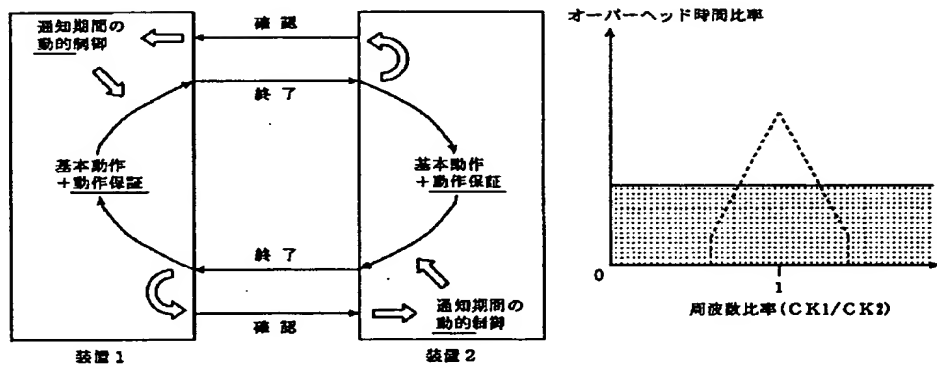 通知期間の
動的制御
確認
終了
基本動作
+動作保証
基本動作
+動作保証
終了
確認
通知期間の
動的制御
装置1
装置2
オーバーヘッド時間比率
0
1
周波数比率(CK1/CK2)